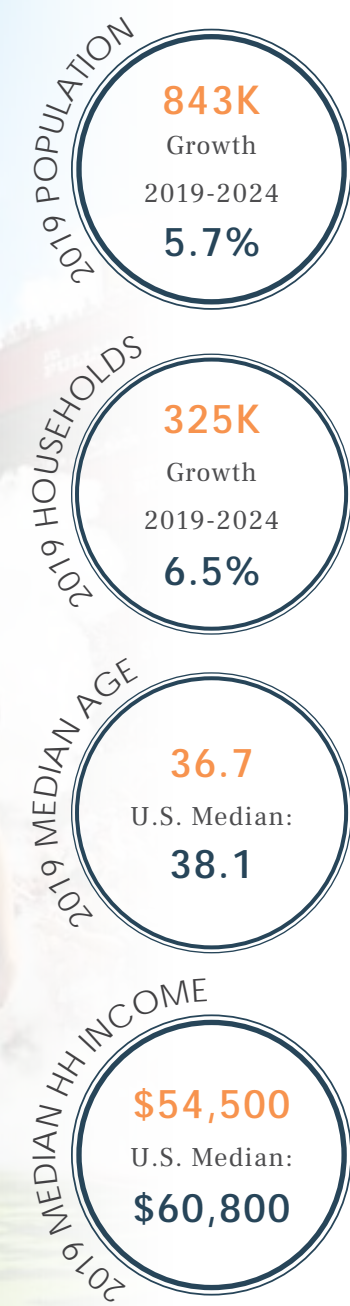 2019 POPULATION
843K
Growth
2019-2024
5.7%
2019 HOUSEHOLDS
325K
Growth
2019-2024
6.5%
2019 MEDIAN AGE
36.7
U.S. Median:
38.1
2019 MEDIAN HH INCOME
$54,500
U.S. Median:
$60,800